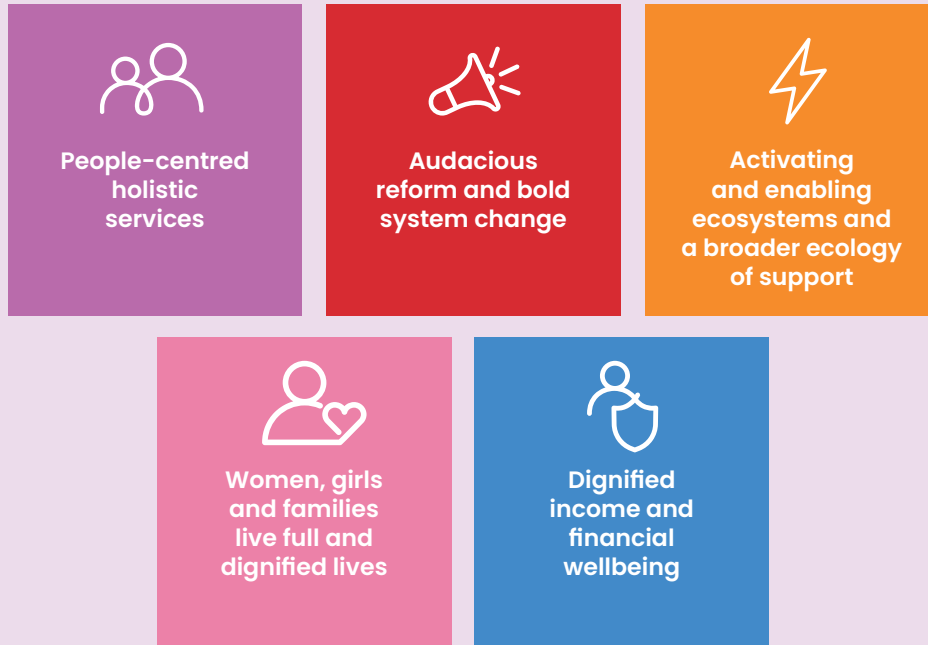 People-centred
holistic
services
Audacious
reform and bold
system change
Activating
and enabling
ecosystems and
a broader ecology
of support
Women, girls
and families
live full and
dignified lives
Dignified
income and
financial
wellbeing